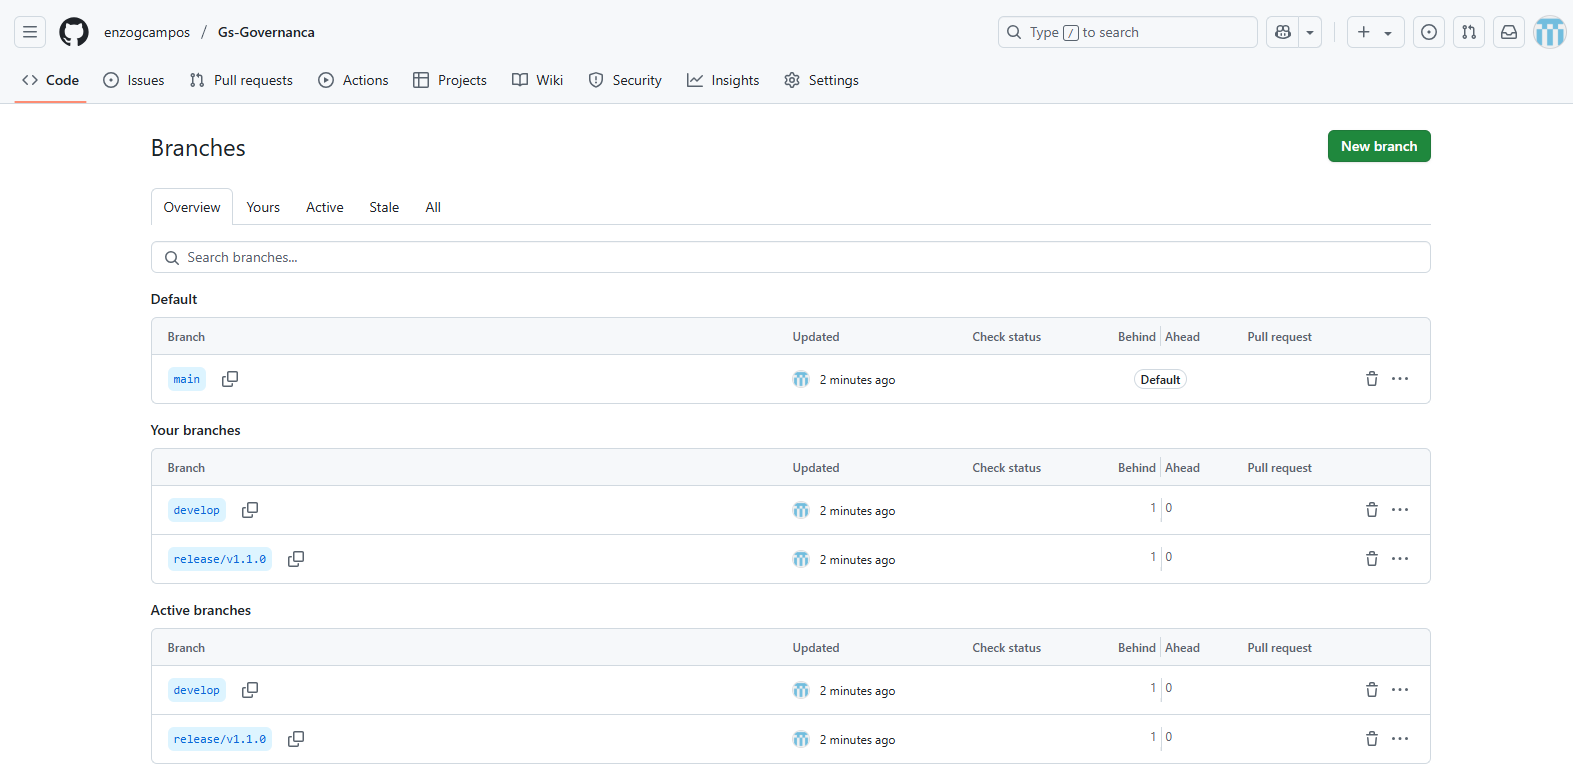 enzogcampos / Gs-Governanca
Type / to search
Code Issues Pull requests Actions Projects Wiki Security Insights Settings
Branches
New branch
Overview Yours Active Stale All
Search branches...
Default
Branch Updated Check status Behind Ahead Pull request
main 2 minutes ago Default
Your branches
Branch Updated Check status Behind Ahead Pull request
develop 2 minutes ago 1 0
release/v1.1.0 2 minutes ago 1 0
Active branches
Branch Updated Check status Behind Ahead Pull request
develop 2 minutes ago 1 0
release/v1.1.0 2 minutes ago 1 0